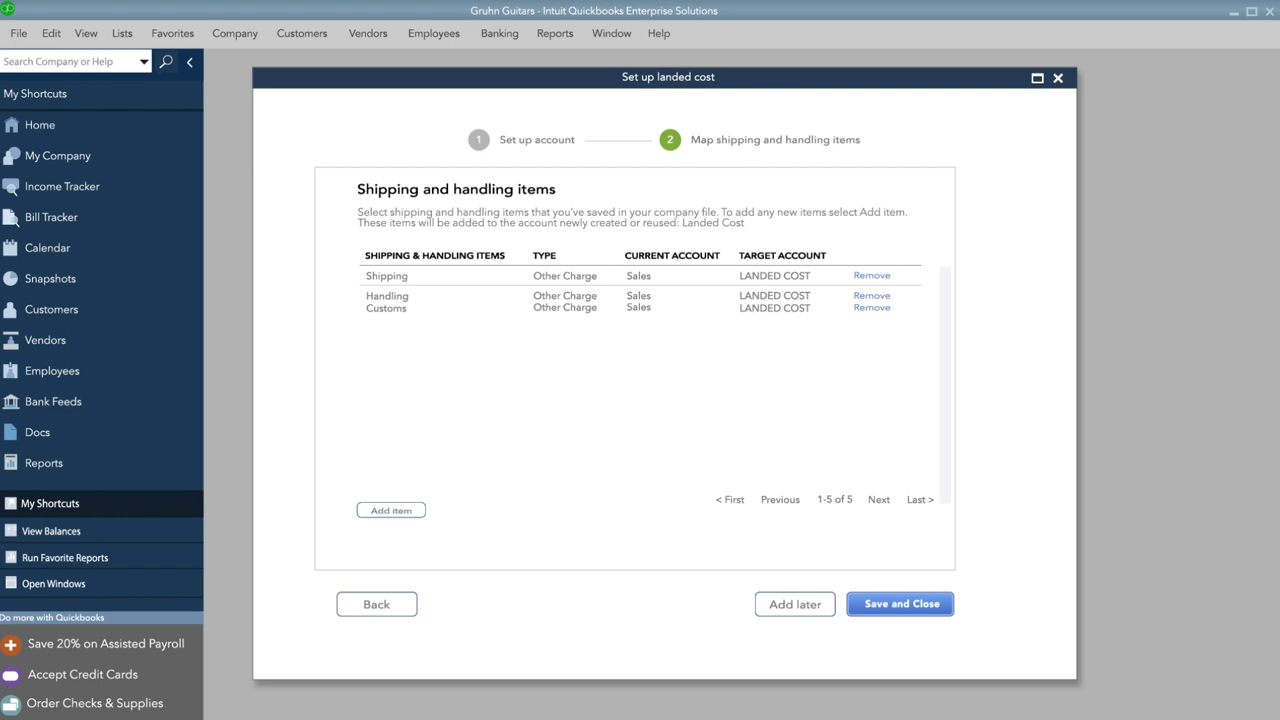 Gruhn Guitars - Intuit Quickbooks Enterprise Solutions
File Edit View Lists Favorites Company Customers Vendors Employees Banking Reports Window Help
Search Company or Help
My Shortcuts
Home
My Company
Income Tracker
Bill Tracker
Calendar
Snapshots
Customers
Vendors
Employees
Bank Feeds
Docs
Reports
My Shortcuts
View Balances
Run Favorite Reports
Open Windows
Do more with Quickbooks
Save 20% on Assisted Payroll
Accept Credit Cards
Order Checks & Supplies
Set up landed cost
1 Set up account 2 Map shipping and handling items
Shipping and handling items
Select shipping and handling items that you've saved in your company file. To add any new items select Add item.
These items will be added to the account newly created or reused: Landed Cost
SHIPPING & HANDLING ITEMS TYPE CURRENT ACCOUNT TARGET ACCOUNT
Shipping Other Charge Sales LANDED COST Remove
Handling Other Charge Sales LANDED COST Remove
Customs Other Charge Sales LANDED COST Remove
< First Previous 1-5 of 5 Next Last >
Add item
Back Add later Save and Close